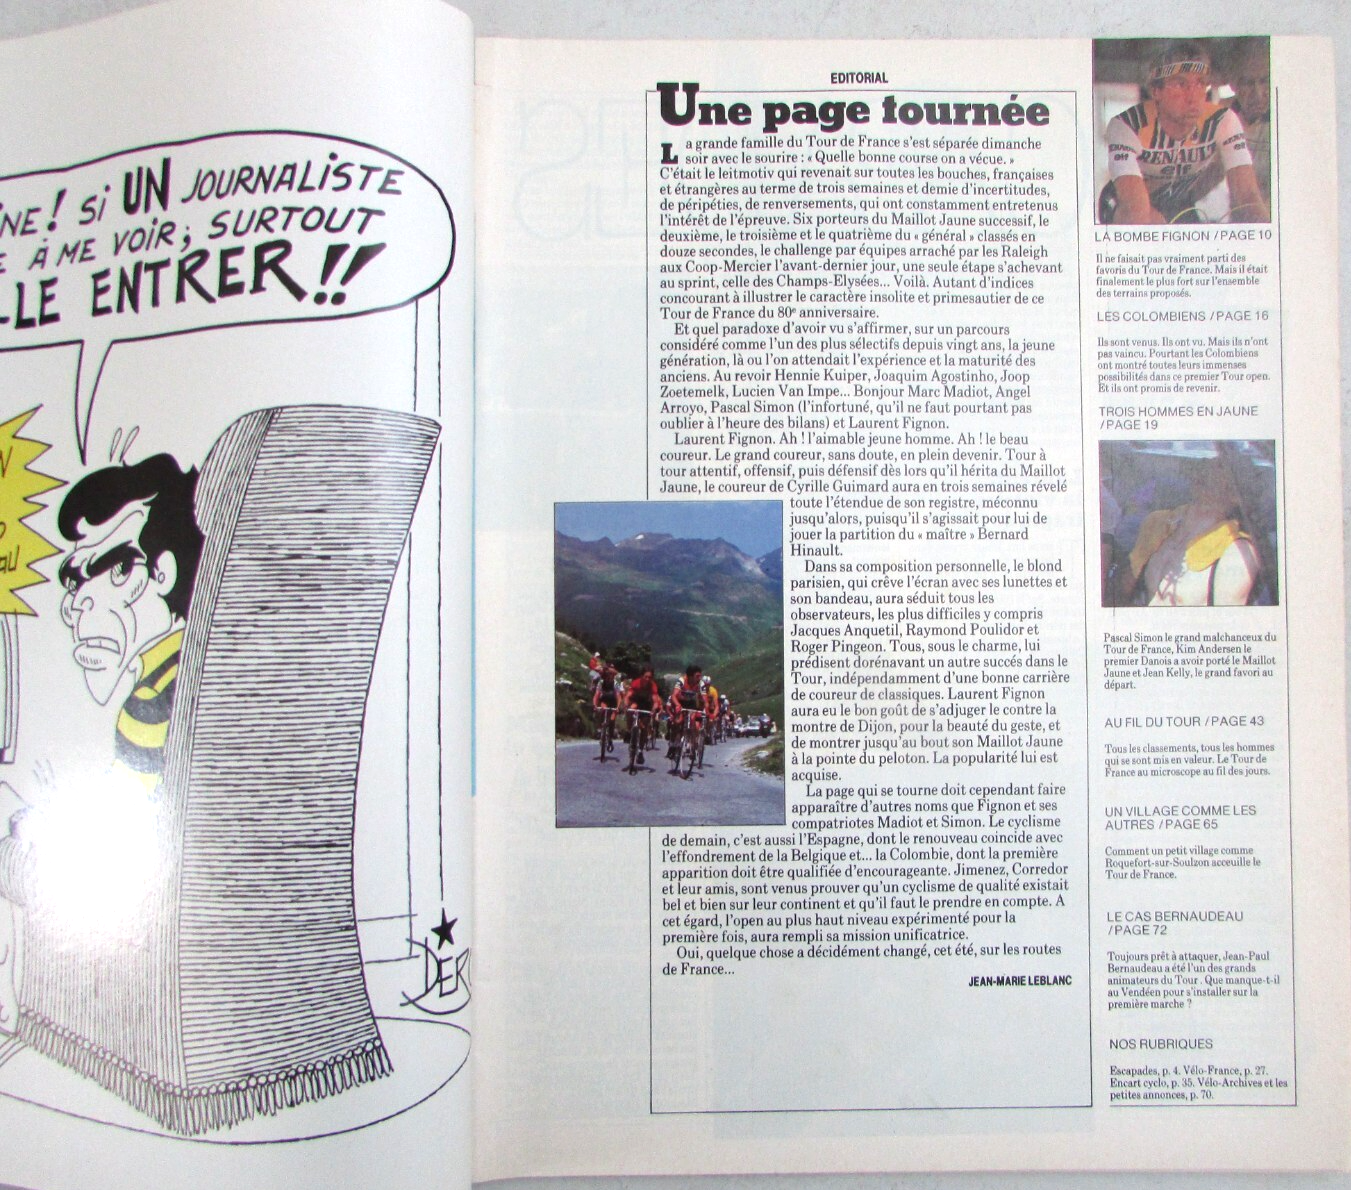 NE! Si UN JOURNALiSTE
À ME VOiR; SURTOUT
LE ENTRER!!
DER
EDITORIAL
Une page tournée
La grande famille du Tour de France s'est séparée dimanche
soir avec le sourire : « Quelle bonne course on a vécue. »
C'était le leitmotiv qui revenait sur toutes les bouches, françaises
et étrangères au terme de trois semaines et demie d'incertitudes,
de péripéties, de renversements, qui ont constamment entretenus
l'intérêt de l'épreuve. Six porteurs du Maillot Jaune successif, le
deuxième, le troisième et le quatrième du « général » classés en
douze secondes, le challenge par équipes arraché par les Raleigh
aux Coop-Mercier l'avant-dernier jour, une seule étape s'achevant
au sprint, celle des Champs-Elysées... Voilà. Autant d'indices
concourant à illustrer le caractère insolite et primesautier de ce
Tour de France du 80e anniversaire.
Et quel paradoxe d'avoir vu s'affirmer, sur un parcours
considéré comme l'un des plus sélectifs depuis vingt ans, la jeune
génération, là ou l'on attendait l'expérience et la maturité des
anciens. Au revoir Hennie Kuiper, Joaquim Agostinho, Joop
Zoetemelk, Lucien Van Impe... Bonjour Marc Madiot, Angel
Arroyo, Pascal Simon (l'infortuné, qu'il ne faut pourtant pas
oublier à l'heure des bilans) et Laurent Fignon.
Laurent Fignon. Ah ! l'aimable jeune homme. Ah ! le beau
coureur. Le grand coureur, sans doute, en plein devenir. Tour à
tour attentif, offensif, puis défensif dès lors qu'il hérita du Maillot
Jaune, le coureur de Cyrille Guimard aura en trois semaines révélé
toute l'étendue de son registre, méconnu
jusqu'alors, puisqu'il s'agissait pour lui de
jouer la partition du « maître » Bernard
Hinault.
Dans sa composition personnelle, le blond
parisien, qui crêve l'écran avec ses lunettes et
son bandeau, aura séduit tous les
observateurs, les plus difficiles y compris
Jacques Anquetil, Raymond Poulidor et
Roger Pingeon. Tous, sous le charme, lui
prédisent dorénavant un autre succés dans le
Tour, indépendamment d'une bonne carrière
de coureur de classiques. Laurent Fignon
aura eu le bon goût de s'adjuger le contre la
montre de Dijon, pour la beauté du geste, et
de montrer jusqu'au bout son Maillot Jaune
à la pointe du peloton. La popularité lui est
acquise.
La page qui se tourne doit cependant faire
apparaître d'autres noms que Fignon et ses
compatriotes Madiot et Simon. Le cyclisme
de demain, c'est aussi l'Espagne, dont le renouveau coincide avec
l'effondrement de la Belgique et... la Colombie, dont la première
apparition doit être qualifiée d'encourageante. Jimenez, Corredor
et leur amis, sont venus prouver qu'un cyclisme de qualité existait
bel et bien sur leur continent et qu'il faut le prendre en compte. A
cet égard, l'open au plus haut niveau expérimenté pour la
première fois, aura rempli sa mission unificatrice.
Oui, quelque chose a décidément changé, cet été, sur les routes
de France...
JEAN-MARIE LEBLANC
RENAULT
elf
elf
LA BOMBE FIGNON / PAGE 10
Il ne faisait pas vraiment parti des
favoris du Tour de France. Mais il était
finalement le plus fort sur l'ensemble
des terrains proposés.
LES COLOMBIENS / PAGE 16
Ils sont venus. Ils ont vu. Mais ils n'ont
pas vaincu. Pourtant les Colombiens
ont montré toutes leurs immenses
possibilités dans ce premier Tour open.
Et ils ont promis de revenir.
TROIS HOMMES EN JAUNE
/ PAGE 19
Pascal Simon le grand malchanceux du
Tour de France, Kim Andersen le
premier Danois a avoir porté le Maillot
Jaune et Jean Kelly, le grand favori au
départ.
AU FIL DU TOUR / PAGE 43
Tous les classements, tous les hommes
qui se sont mis en valeur. Le Tour de
France au microscope au fil des jours.
UN VILLAGE COMME LES
AUTRES / PAGE 65
Comment un petit village comme
Roquefort-sur-Soulzon acceuille le
Tour de France.
LE CAS BERNAUDEAU
/ PAGE 72
Toujours prêt à attaquer, Jean-Paul
Bernaudeau a été l'un des grands
animateurs du Tour . Que manque-t-il
au Vendéen pour s'installer sur la
première marche ?
NOS RUBRIQUES
Escapades, p. 4. Vélo-France, p. 27.
Encart cyclo, p. 35. Vélo-Archives et les
petites annonces, p. 70.